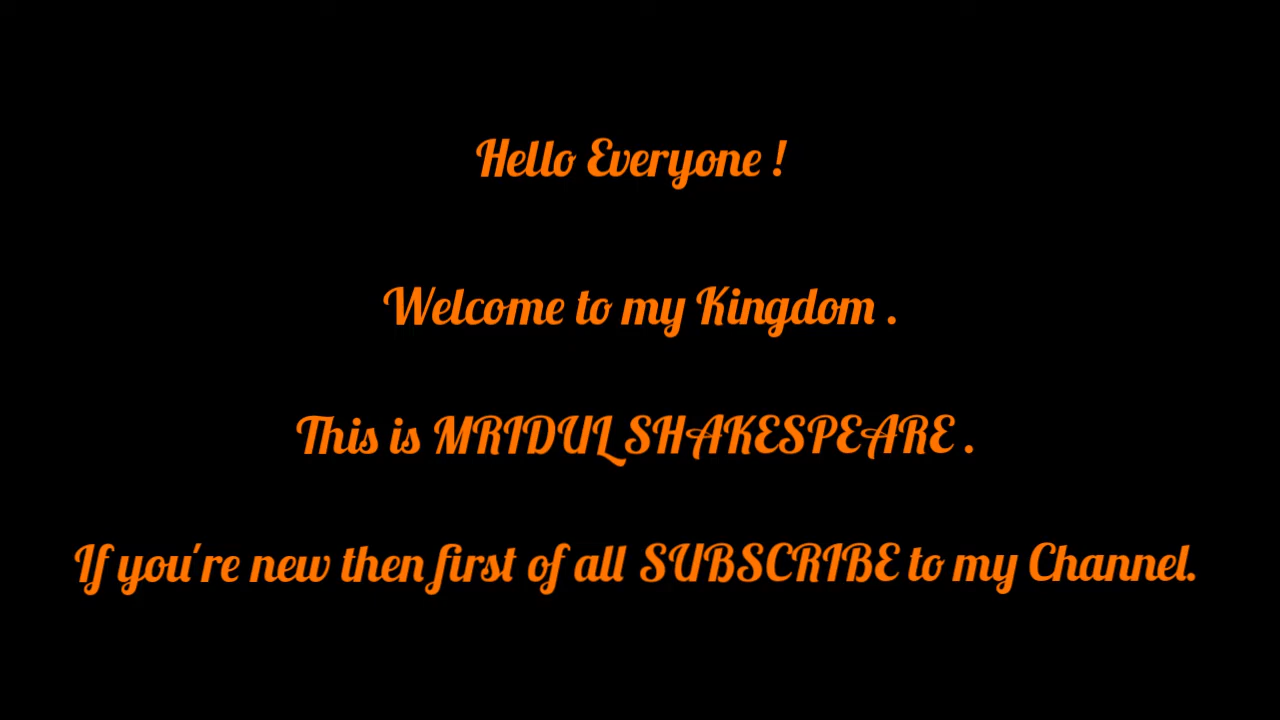 Hello Everyone !
Welcome to my Kingdom .
This is MRIDUL SHAKESPEARE .
If you're new then first of all SUBSCRIBE to my Channel.